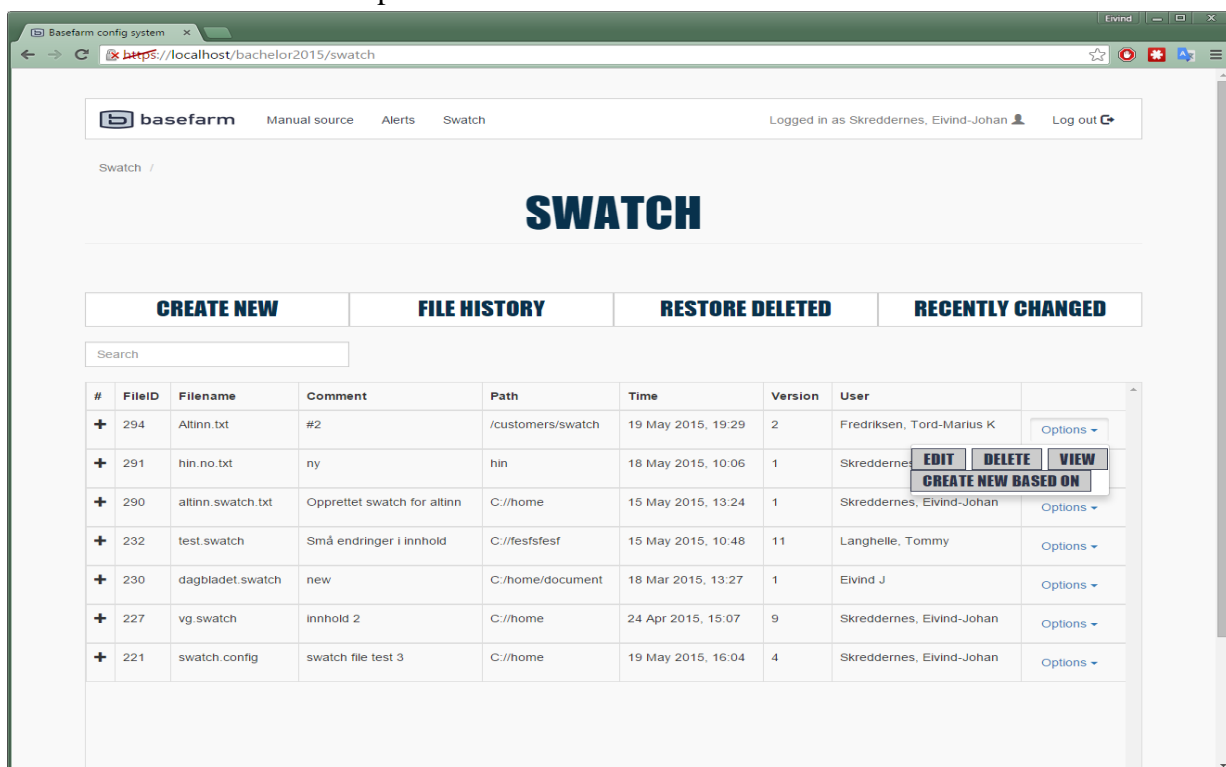 Eivind
Basefarm config system
https://localhost/bachelor2015/swatch
basefarm Manual source Alerts Swatch Logged in as Skreddernes, Eivind-Johan Log out
Swatch /
SWATCH
CREATE NEW FILE HISTORY RESTORE DELETED RECENTLY CHANGED
Search
# FileID Filename Comment Path Time Version User
294 Altinn.txt #2 /customers/swatch 19 May 2015, 19:29 2 Fredriksen, Tord-Marius K Options
291 hin.no.txt ny hin 18 May 2015, 10:06 1 EDIT DELETE VIEW
CREATE NEW BASED ON
290 altinn.swatch.txt Opprettet swatch for altinn C://home 15 May 2015, 13:24 1 Skreddernes, Eivind-Johan Options
232 test.swatch Små endringer i innhold C://fesfsfesf 15 May 2015, 10:48 11 Langhelle, Tommy Options
230 dagbladet.swatch new C:/home/document 18 Mar 2015, 13:27 1 Eivind J Options
227 vg.swatch innhold 2 C://home 24 Apr 2015, 15:07 9 Skreddernes, Eivind-Johan Options
221 swatch.config swatch file test 3 C://home 19 May 2015, 16:04 4 Skreddernes, Eivind-Johan Options